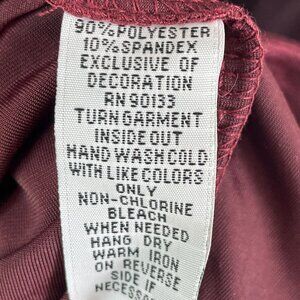 90% POLYESTER
10% SPANDEX
EXCLUSIVE OF
DECORATION
RN 90133
TURN GARMENT
INSIDE OUT
HAND WASH COLD
WITH LIKE COLORS
ONLY
NON-CHLORINE
BLEACH
WHEN NEEDED
HANG DRY
WARM IRON
ON REVERSE
SIDE IF